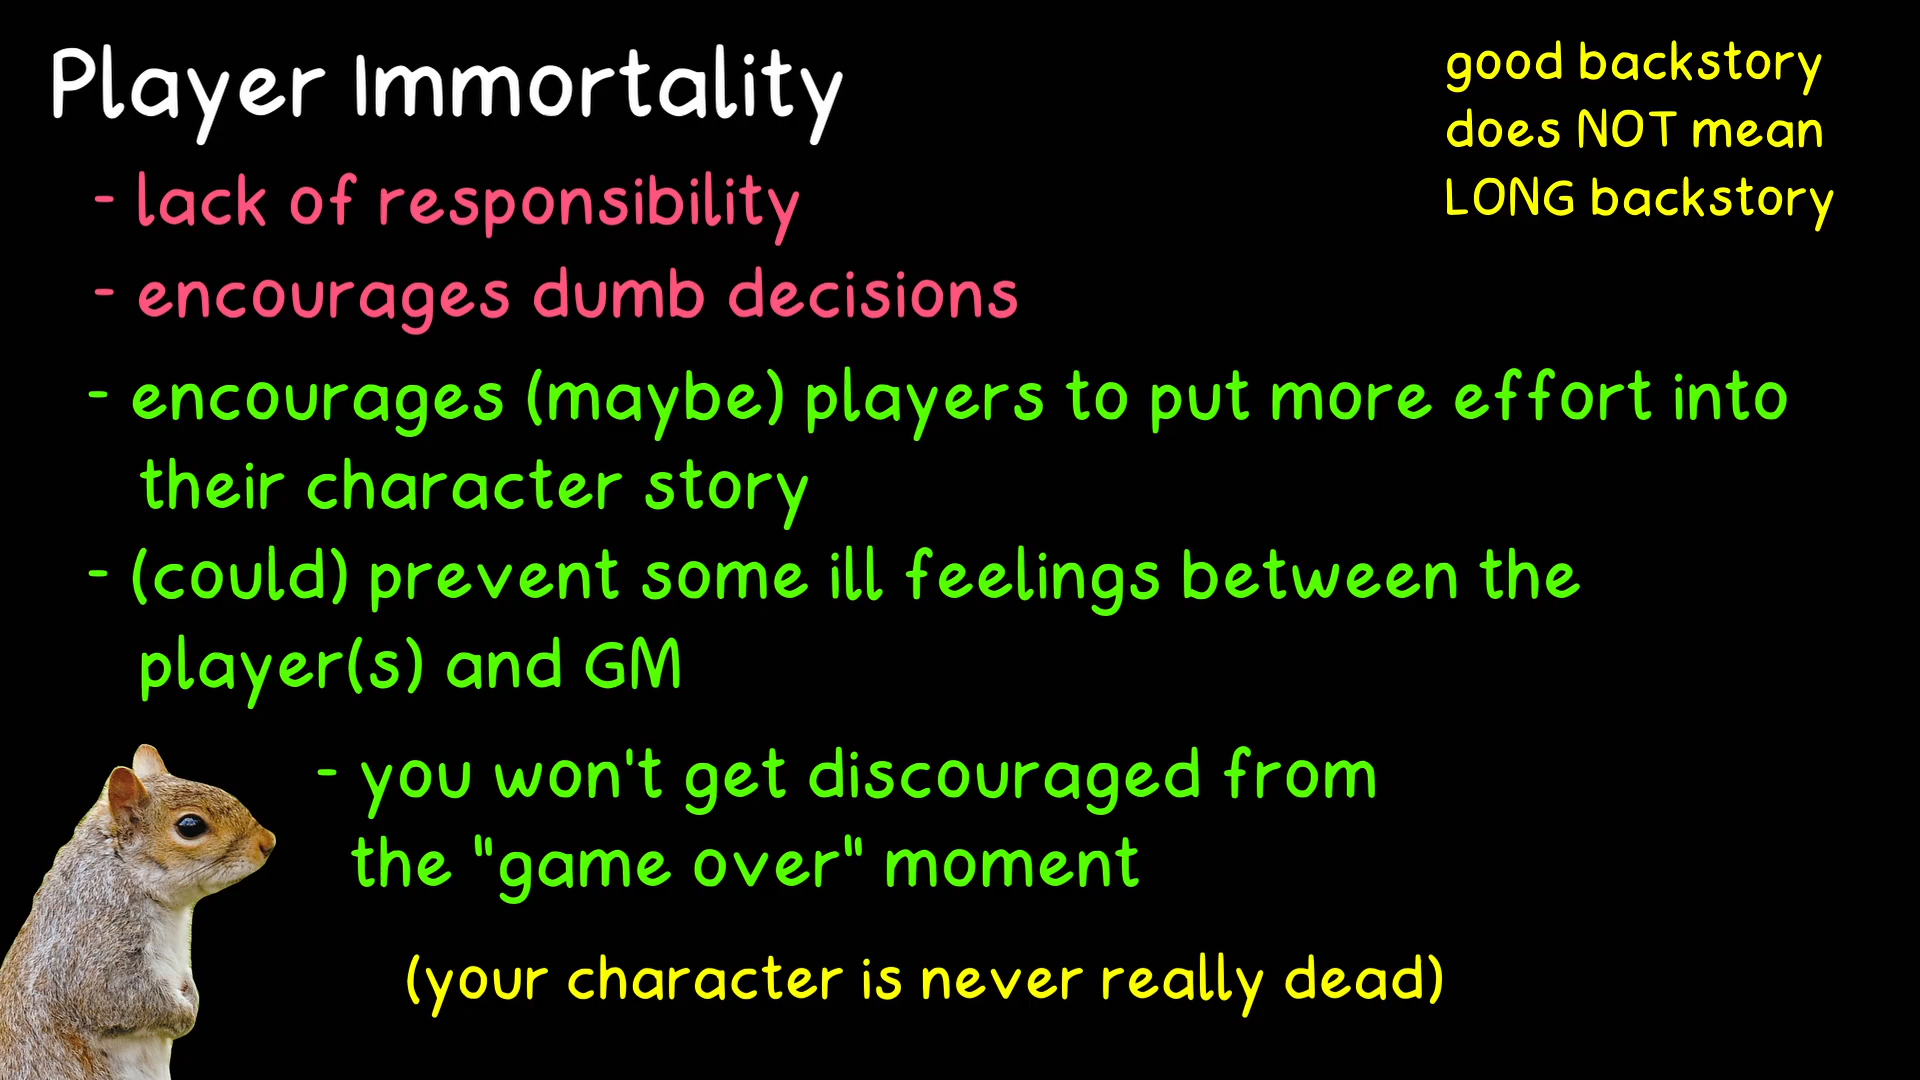 Player Immortality
good backstory
does NOT mean
LONG backstory
- lack of responsibility
- encourages dumb decisions
- encourages (maybe) players to put more effort into
their character story
- (could) prevent some ill feelings between the
player(s) and GM
- you won't get discouraged from
the "game over" moment
(your character is never really dead)